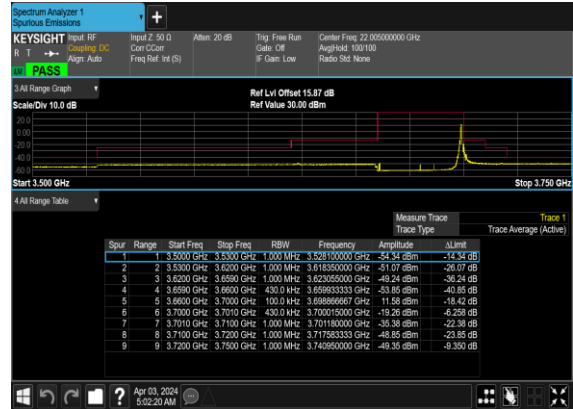 Spectrum Analyzer 1
Spurious Emissions
+
KEYSIGHT Input: RF Input Z: 50 Ω Atten: 20 dB Trig: Free Run Center Freq: 22.005000000 GHz
R T Coupling: DC Corr CCorr Gate: Off Avg|Hold: 100/100
Align: Auto Freq Ref: Int (S) IF Gain: Low Radio Std: None
PASS
3.All Range Graph Ref Lvl Offset 15.87 dB
Scale/Div 10.0 dB Ref Value 30.00 dBm
20.0
0.00
-20.0
-40.0
-60.0
Start 3.500 GHz Stop 3.750 GHz
4.All Range Table
Measure Trace Trace 1
Trace Type Trace Average (Active)
Spur Range Start Freq Stop Freq RBW Frequency Amplitude ΔLimit
1 1 3.5000 GHz 3.5300 GHz 1.000 MHz 3.528100000 GHz -54.34 dBm -14.34 dB
2 2 3.5300 GHz 3.6200 GHz 1.000 MHz 3.618350000 GHz -51.07 dBm -26.07 dB
3 3 3.6200 GHz 3.6590 GHz 1.000 MHz 3.623055000 GHz -49.24 dBm -36.24 dB
4 4 3.6590 GHz 3.6600 GHz 430.0 kHz 3.659933333 GHz -53.85 dBm -40.85 dB
5 5 3.6600 GHz 3.7000 GHz 100.0 kHz 3.698866667 GHz 11.58 dBm -18.42 dB
6 6 3.7000 GHz 3.7010 GHz 430.0 kHz 3.700015000 GHz -19.26 dBm -6.258 dB
7 7 3.7010 GHz 3.7100 GHz 1.000 MHz 3.701180000 GHz -35.38 dBm -22.38 dB
8 8 3.7100 GHz 3.7200 GHz 1.000 MHz 3.717583333 GHz -48.85 dBm -23.85 dB
9 9 3.7200 GHz 3.7500 GHz 1.000 MHz 3.740950000 GHz -49.35 dBm -9.350 dB
? Apr 03, 2024
5:02:20 AM